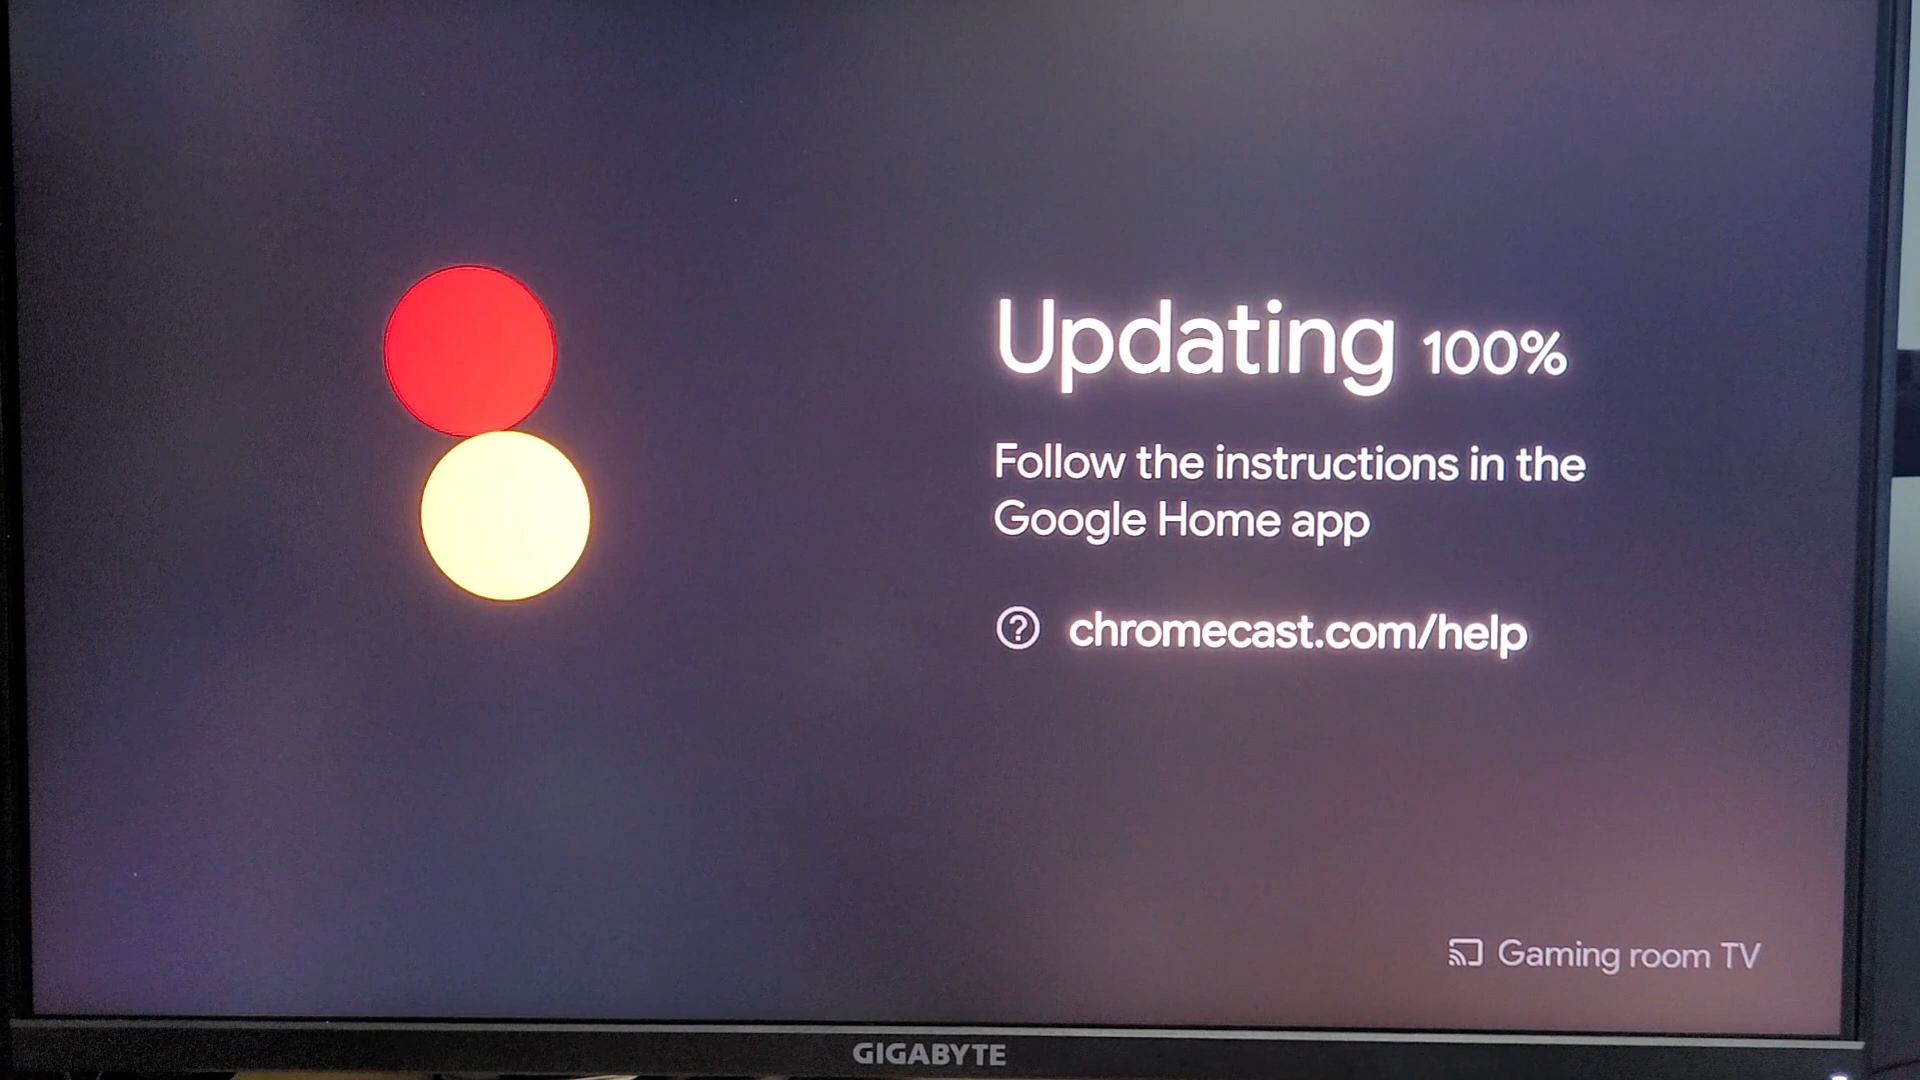 Updating 100%
Follow the instructions in the
Google Home app
chromecast.com/help
Gaming room TV
GIGABYTE